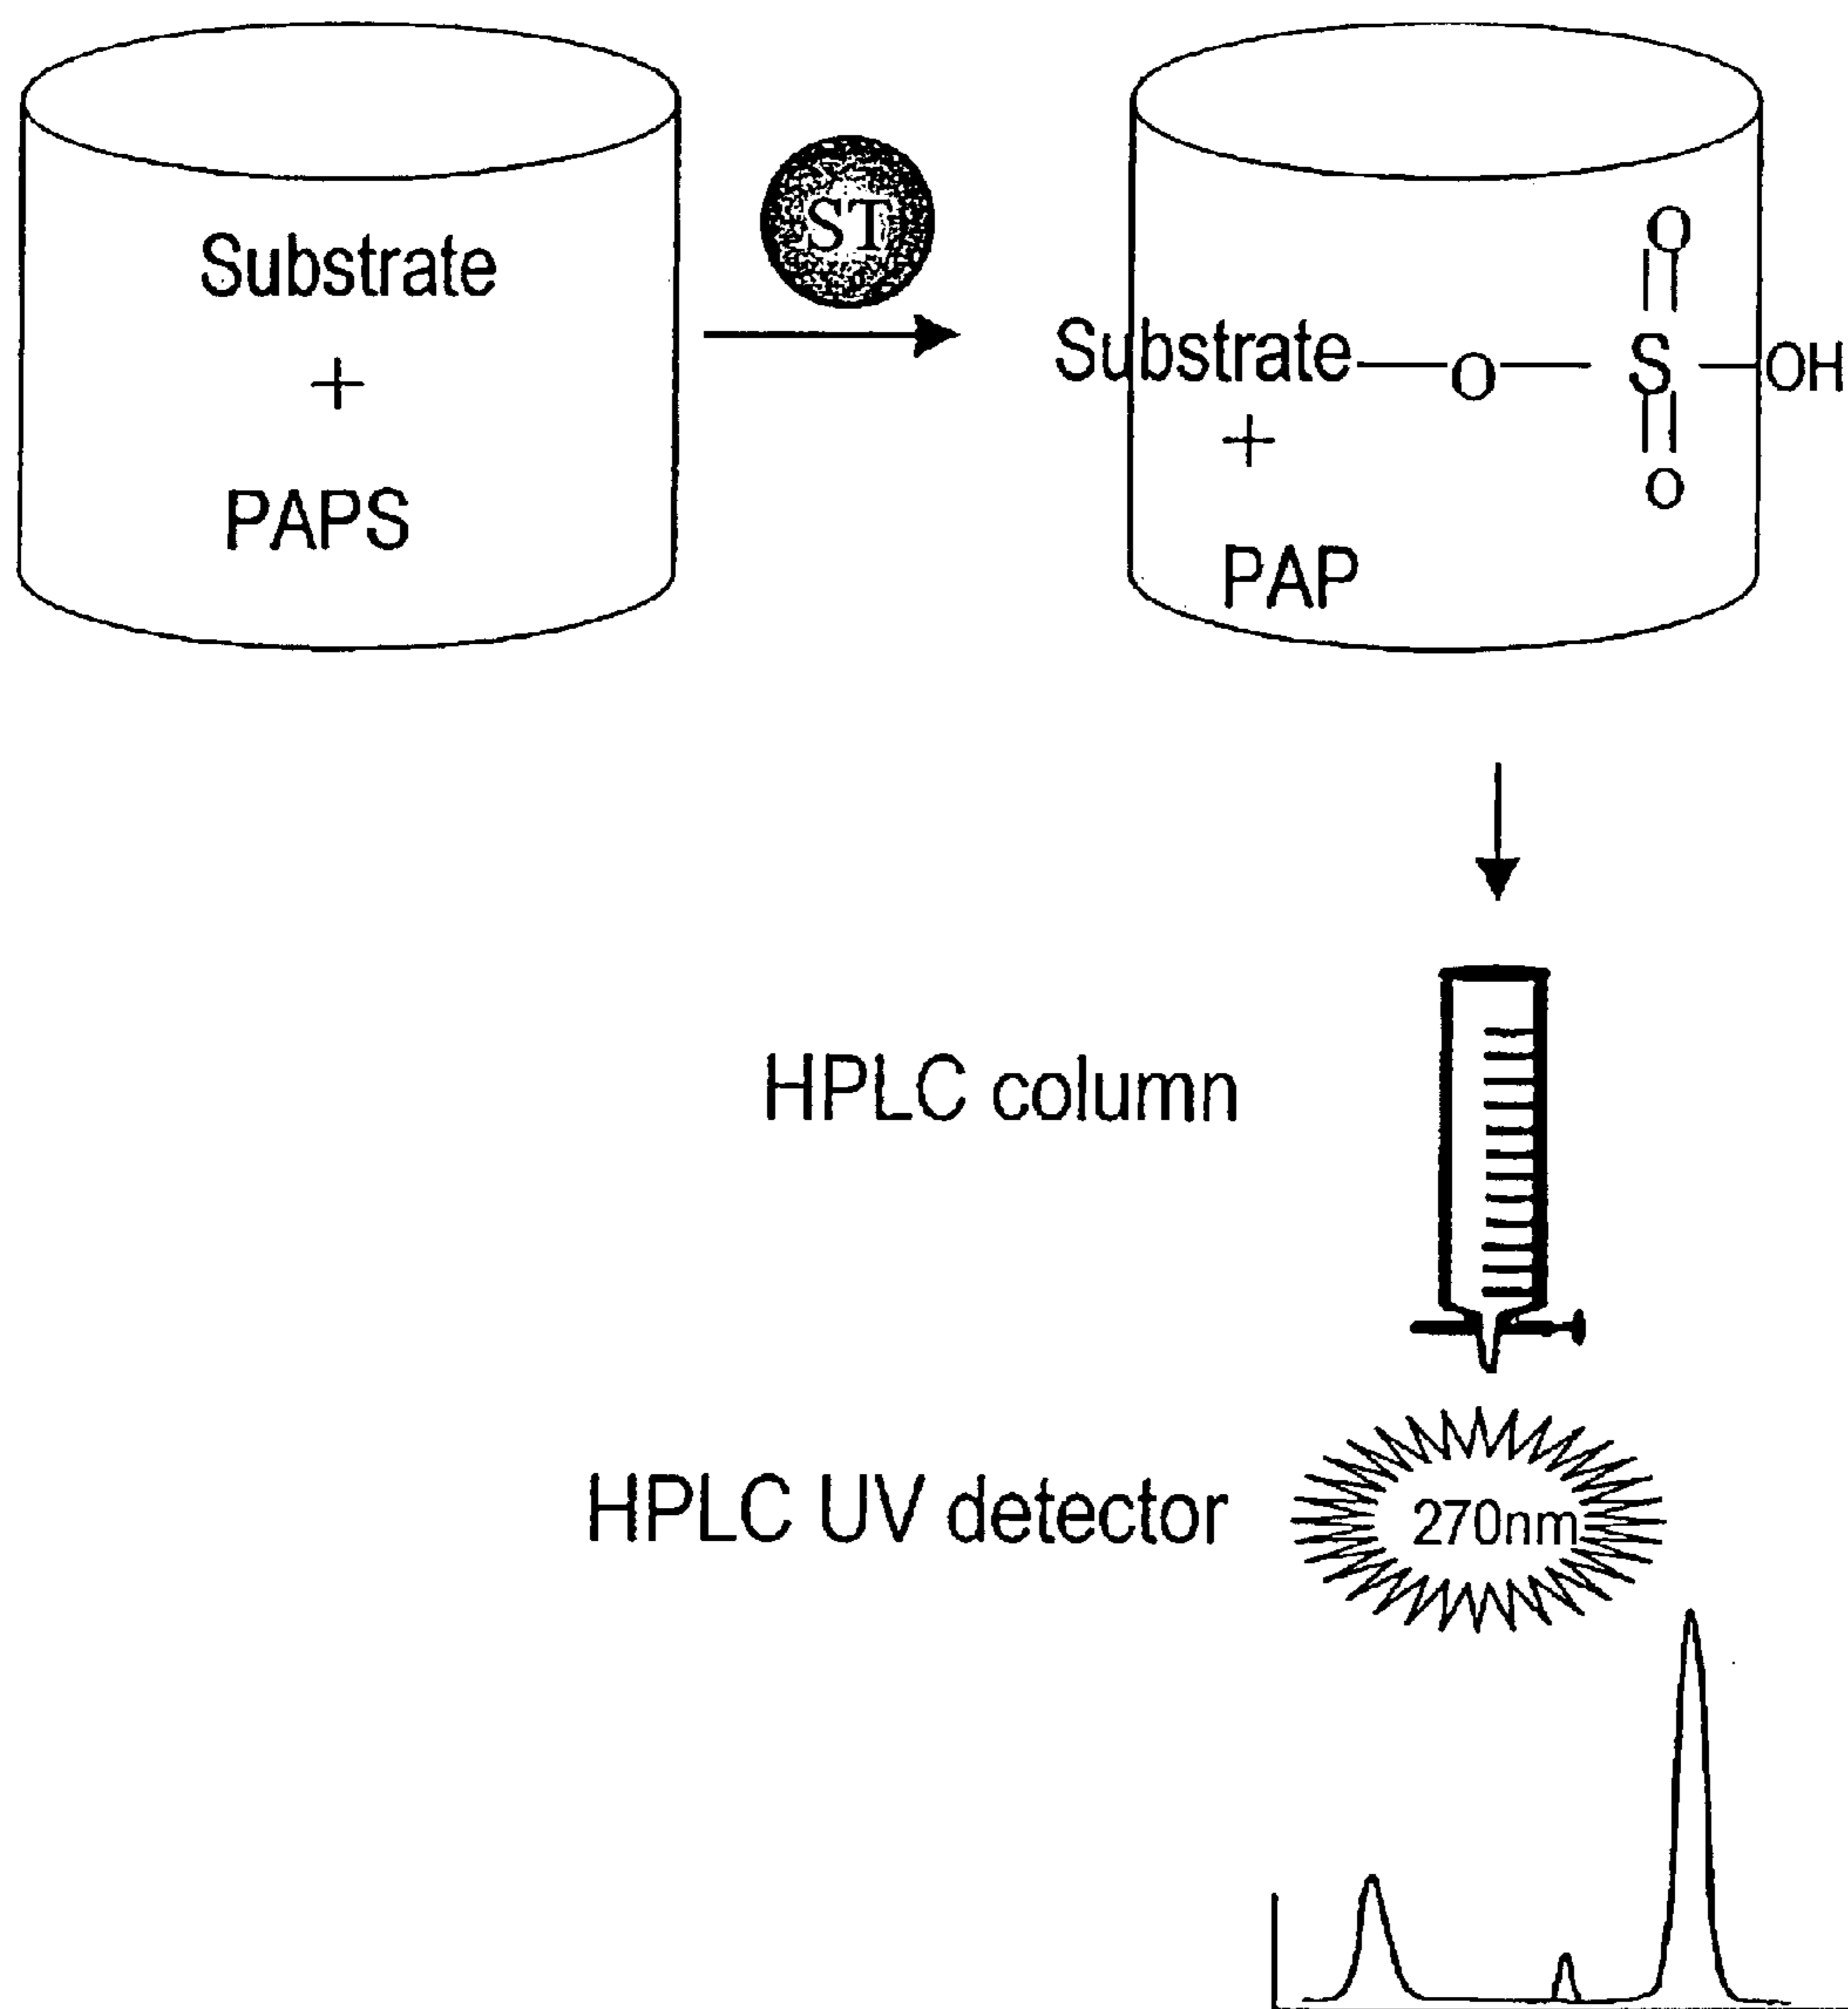 Substrate
+
PAPS
ST
O
Substrate—O—S—OH
+
O
PAP
HPLC column
HPLC UV detector
270nm